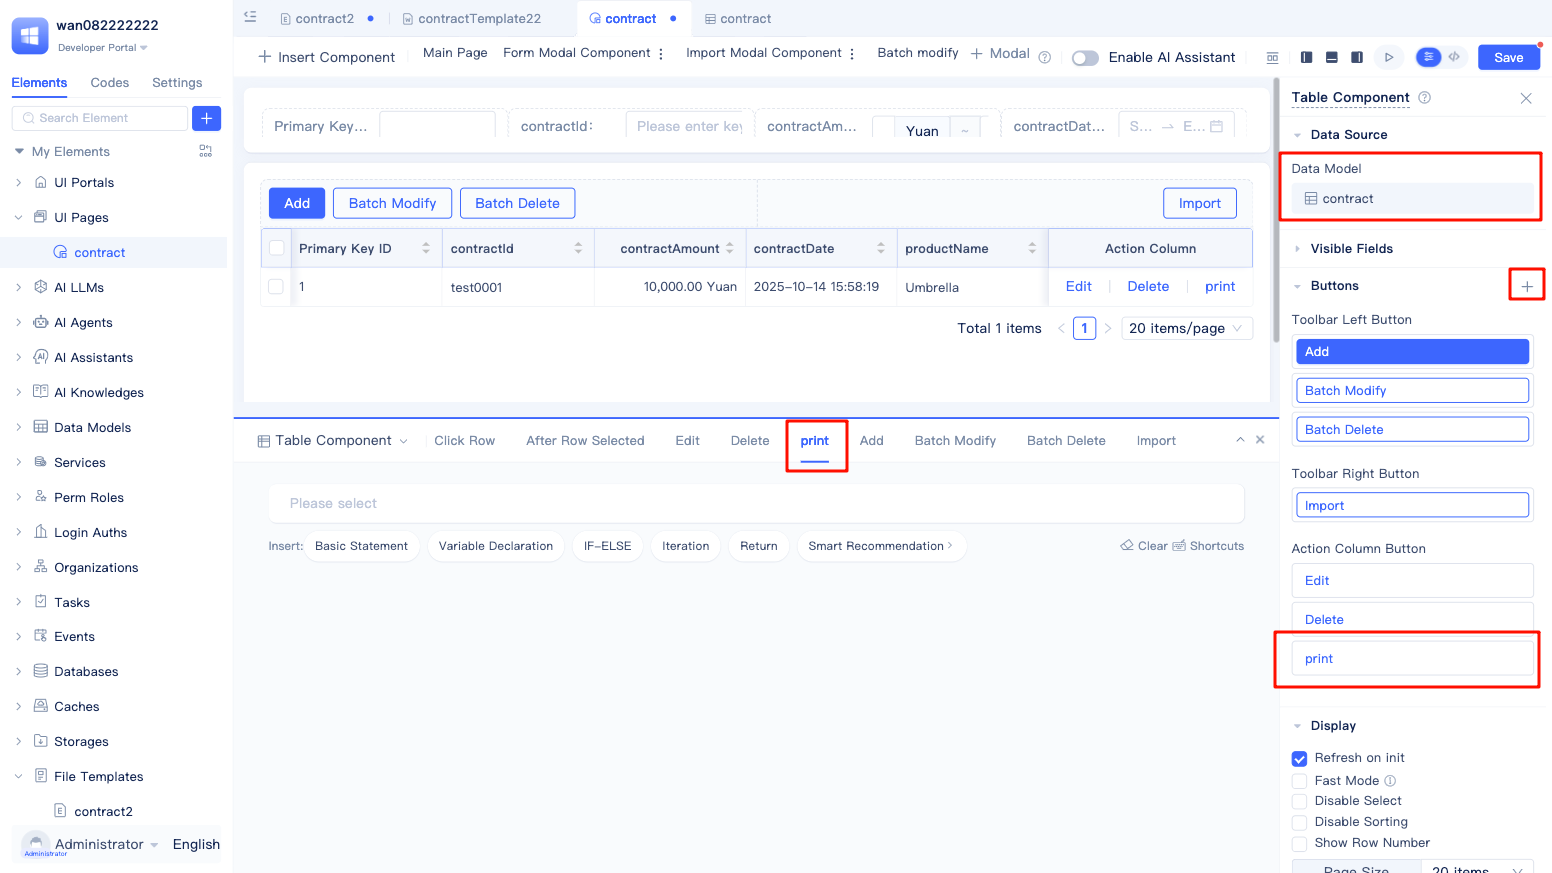 wan082222222
Developer Portal
Elements Codes Settings
Search Element
My Elements
UI Portals
UI Pages
contract
AI LLMs
AI Agents
AI Assistants
AI Knowledges
Data Models
Services
Perm Roles
Login Auths
Organizations
Tasks
Events
Databases
Caches
Storages
File Templates
contract2
Administrator English
Administrator
contract2 contractTemplate22 contract contract
Insert Component Main Page Form Modal Component Import Modal Component Batch modify Modal Enable AI Assistant Save
Primary Key... contractId: Please enter key contractAm... Yuan ~ contractDat... S... E...
Add Batch Modify Batch Delete Import
Primary Key ID contractId contractAmount contractDate productName Action Column
1 test0001 10,000.00 Yuan 2025-10-14 15:58:19 Umbrella Edit Delete print
Total 1 items 1 20 items/page
Table Component Click Row After Row Selected Edit Delete print Add Batch Modify Batch Delete Import
Please select
Insert: Basic Statement Variable Declaration IF-ELSE Iteration Return Smart Recommendation Clear Shortcuts
Table Component
Data Source
Data Model
contract
Visible Fields
Buttons
Toolbar Left Button
Add
Batch Modify
Batch Delete
Toolbar Right Button
Import
Action Column Button
Edit
Delete
print
Display
Refresh on init
Fast Mode
Disable Select
Disable Sorting
Show Row Number
Page Size 20 items